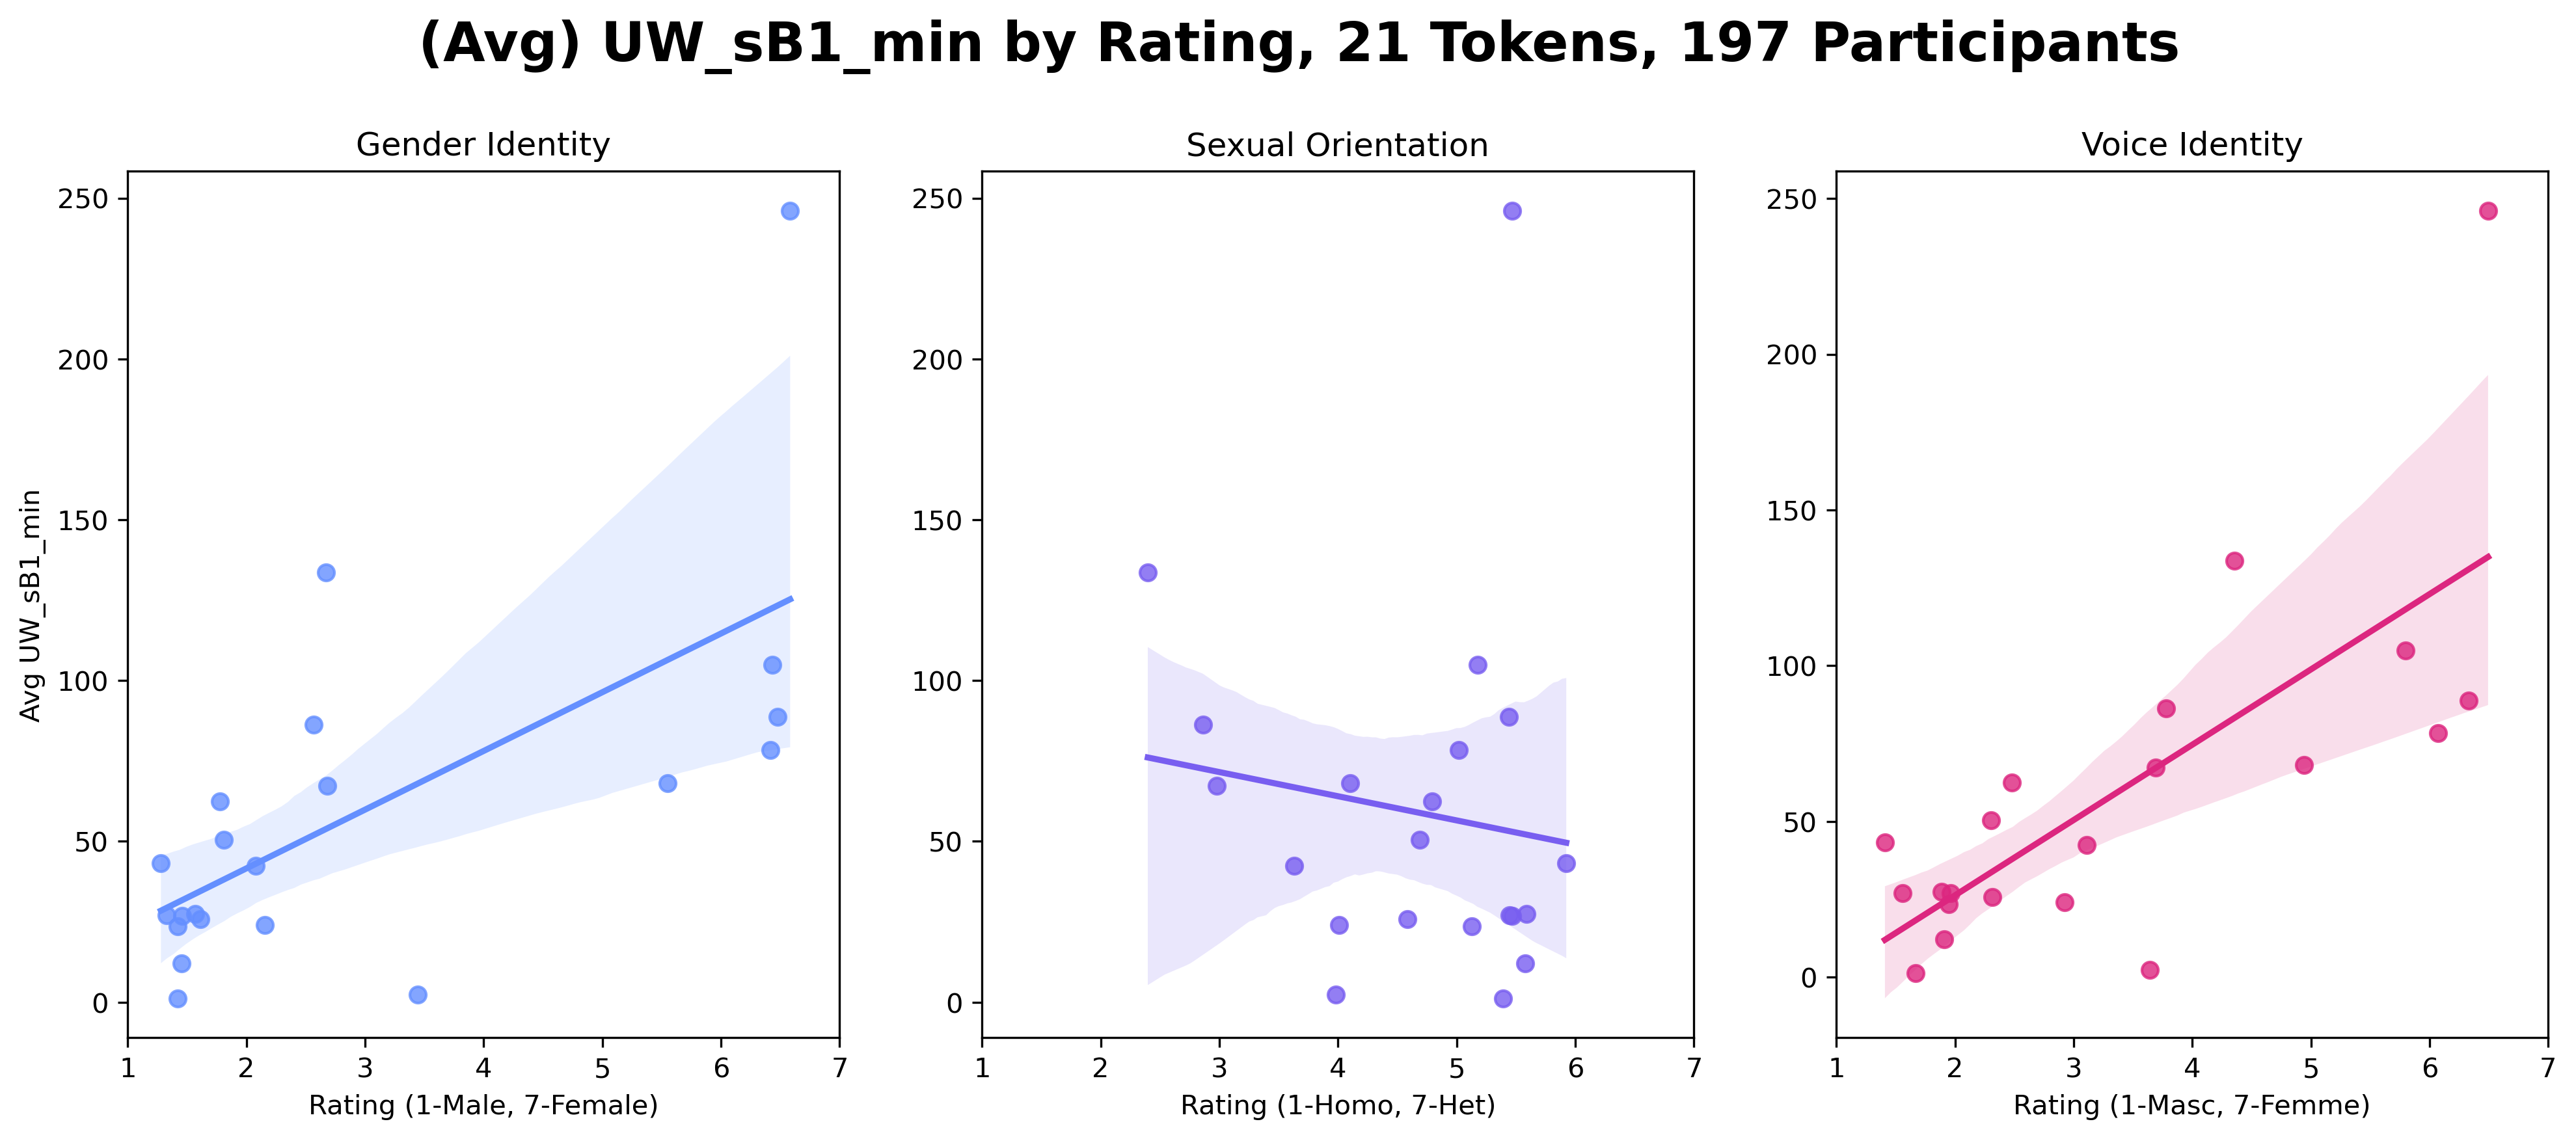 (Avg) UW_sB1_min by Rating, 21 Tokens, 197 Participants
Gender Identity
Sexual Orientation
Voice Identity
Avg UW_sB1_min
250
200
150
100
50
0
1 2 3 4 5 6 7
Rating (1-Male, 7-Female)
250
200
150
100
50
0
1 2 3 4 5 6 7
Rating (1-Homo, 7-Het)
250
200
150
100
50
0
1 2 3 4 5 6 7
Rating (1-Masc, 7-Femme)